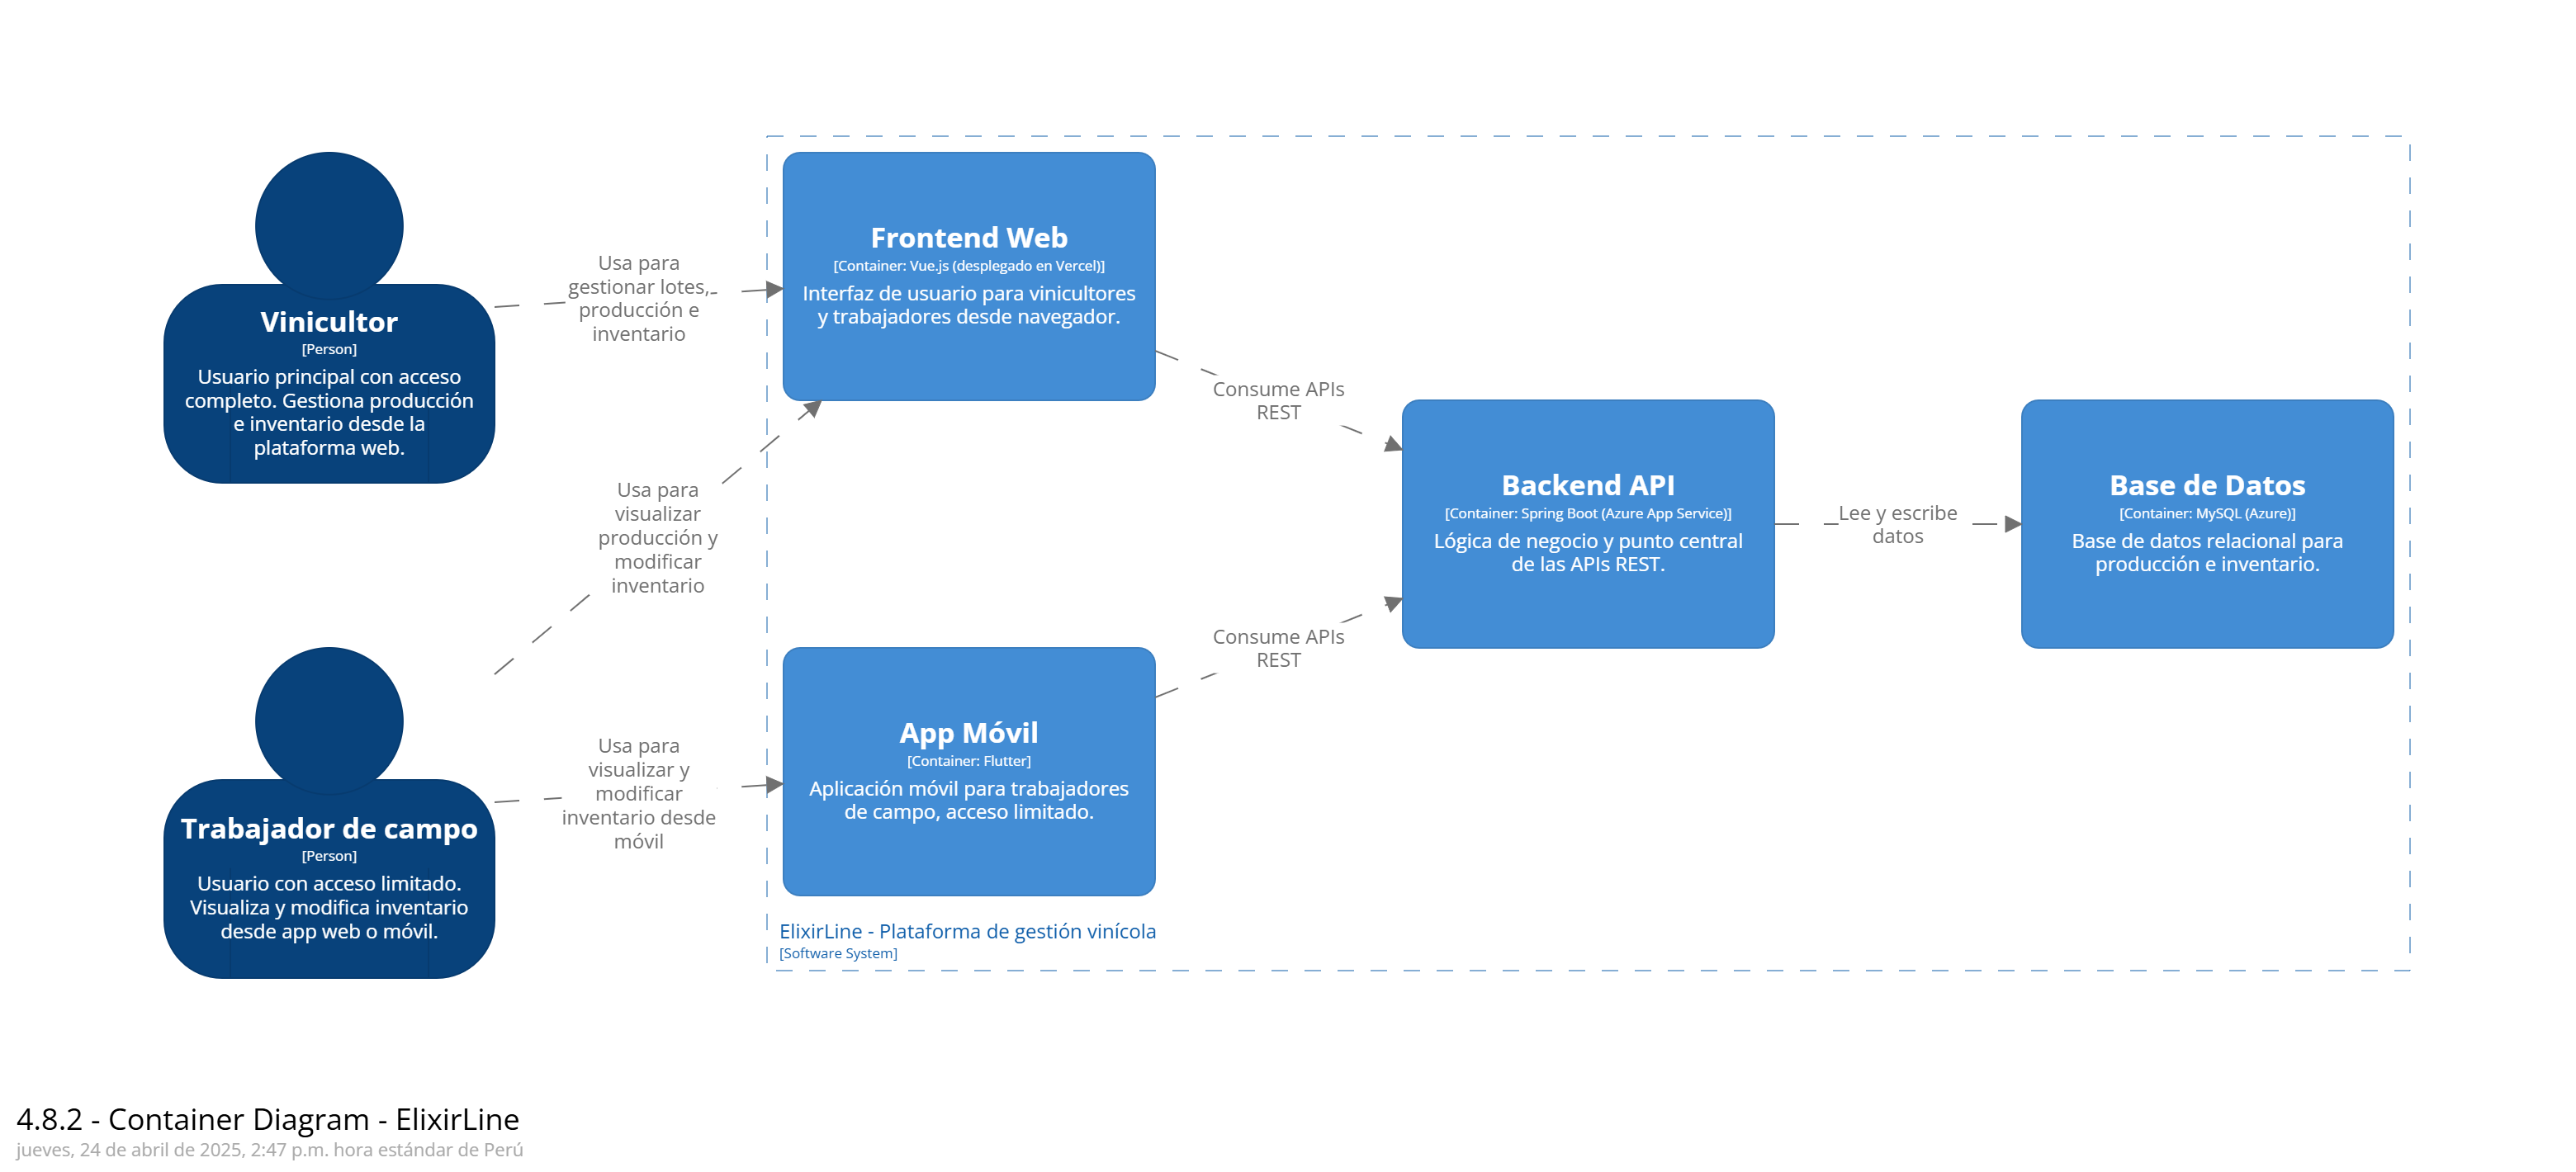 Vinicultor
[Person]
Usuario principal con acceso
completo. Gestiona producción
e inventario desde la
plataforma web.
Usa para
gestionar lotes,
producción e
inventario
Frontend Web
[Container: Vue.js (desplegado en Vercel)]
Interfaz de usuario para vinicultores
y trabajadores desde navegador.
Usa para
visualizar
producción y
modificar
inventario
Consume APIs
REST
Trabajador de campo
[Person]
Usuario con acceso limitado.
Visualiza y modifica inventario
desde app web o móvil.
Usa para
visualizar y
modificar
inventario desde
móvil
App Móvil
[Container: Flutter]
Aplicación móvil para trabajadores
de campo, acceso limitado.
Consume APIs
REST
Backend API
[Container: Spring Boot (Azure App Service)]
Lógica de negocio y punto central
de las APIs REST.
Lee y escribe
datos
Base de Datos
[Container: MySQL (Azure)]
Base de datos relacional para
producción e inventario.
ElixirLine - Plataforma de gestión vinícola
[Software System]
4.8.2 - Container Diagram - ElixirLine
jueves, 24 de abril de 2025, 2:47 p.m. hora estándar de Perú